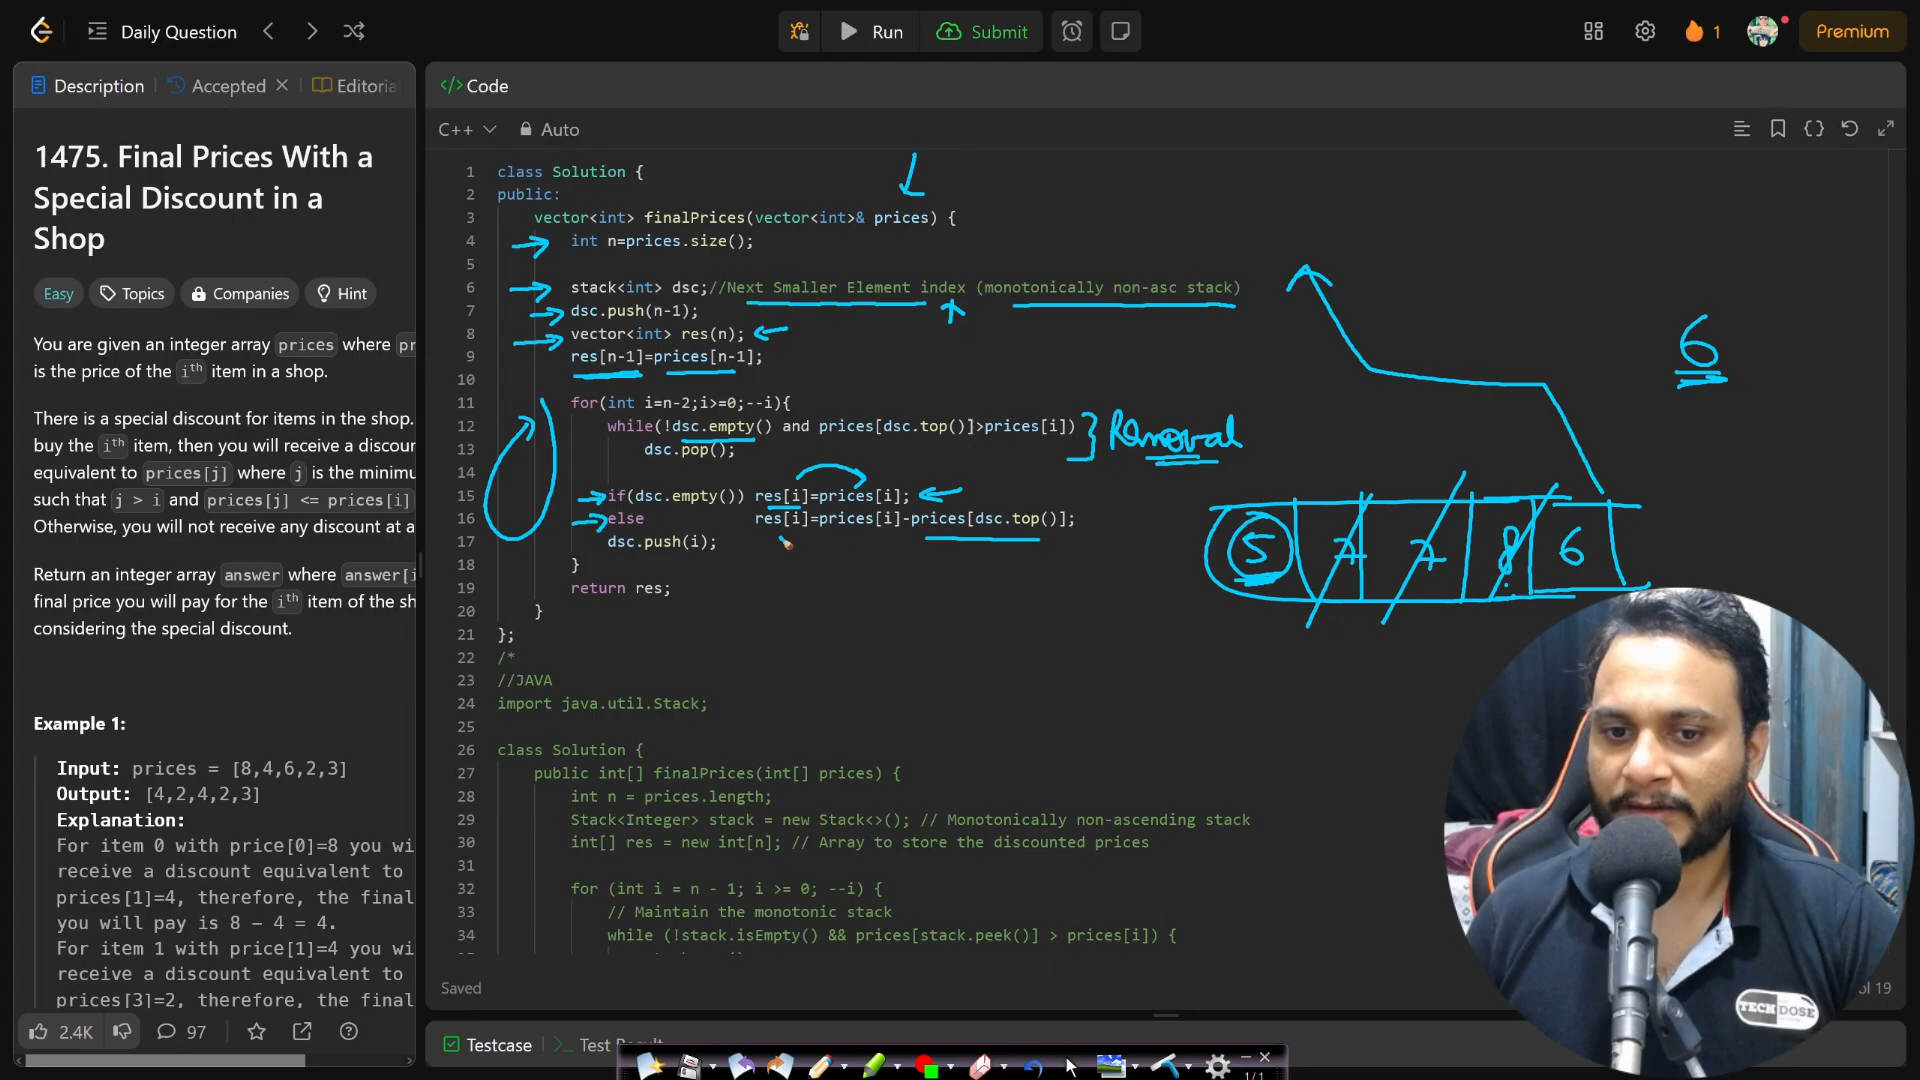 Daily Question
Run
Submit
1
Premium
Description
Accepted
Editoria
1475. Final Prices With a
Special Discount in a
Shop
Easy
Topics
Companies
Hint
You are given an integer array prices where pr
is the price of the ith item in a shop.
There is a special discount for items in the shop.
buy the ith item, then you will receive a discoun
equivalent to prices[j] where j is the minimu
such that j > i and prices[j] <= prices[i]
Otherwise, you will not receive any discount at a
Return an integer array answer where answer[i
final price you will pay for the ith item of the sh
considering the special discount.
Example 1:
Input: prices = [8,4,6,2,3]
Output: [4,2,4,2,3]
Explanation:
For item 0 with price[0]=8 you wi
receive a discount equivalent to
prices[1]=4, therefore, the final
you will pay is 8 – 4 = 4.
For item 1 with price[1]=4 you wi
receive a discount equivalent to
prices[3]=2, therefore, the final
2.4K
97
Code
C++
Auto
1 class Solution {
2 public:
3 vector<int> finalPrices(vector<int>& prices) {
4 int n=prices.size();
5
6 stack<int> dsc;//Next Smaller Element index (monotonically non-asc stack)
7 dsc.push(n-1);
8 vector<int> res(n);
9 res[n-1]=prices[n-1];
10
11 for(int i=n-2;i>=0;--i){
12 while(!dsc.empty() and prices[dsc.top()]>prices[i])
13 dsc.pop();
14
15 if(dsc.empty()) res[i]=prices[i];
16 else res[i]=prices[i]-prices[dsc.top()];
17 dsc.push(i);
18 }
19 return res;
20 }
21 };
22 /*
23 //JAVA
24 import java.util.Stack;
25
26 class Solution {
27 public int[] finalPrices(int[] prices) {
28 int n = prices.length;
29 Stack<Integer> stack = new Stack<>(); // Monotonically non-ascending stack
30 int[] res = new int[n]; // Array to store the discounted prices
31
32 for (int i = n - 1; i >= 0; --i) {
33 // Maintain the monotonic stack
34 while (!stack.isEmpty() && prices[stack.peek()] > prices[i]) {
Removal
6
5 7 7 8 6
Saved
ol 19
Testcase
Test Result
1/1
TECH DOSE